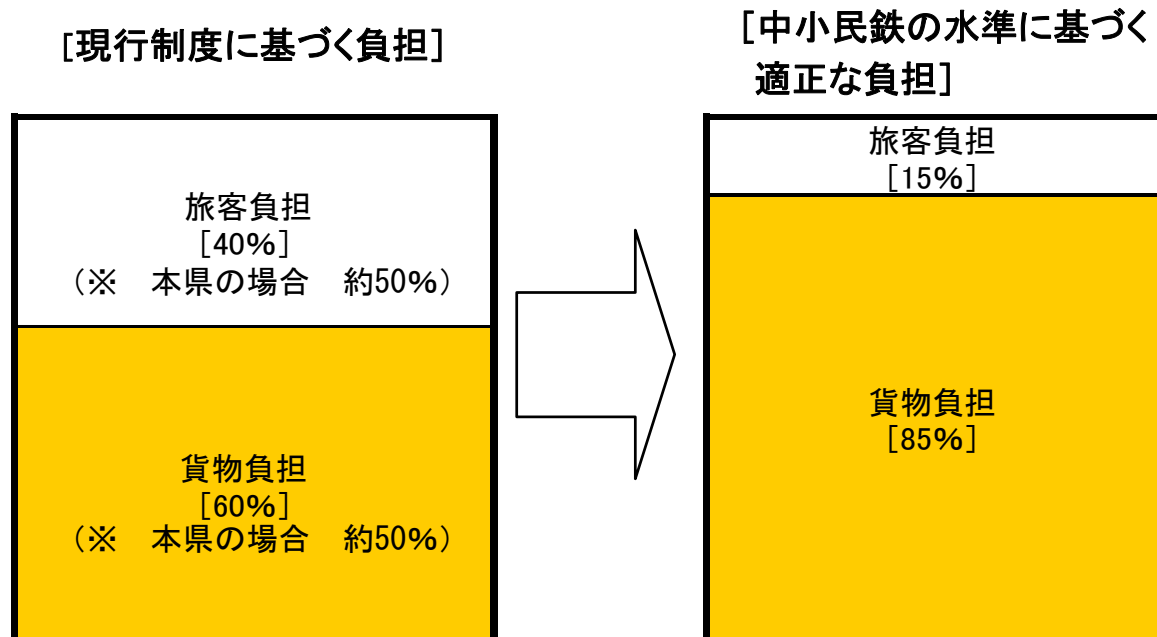 ［現行制度に基づく負担］
［中小民鉄の水準に基づく
適正な負担］
旅客負担
［40%］
（※　本県の場合　約50%）
貨物負担
［60%］
（※　本県の場合　約50%）
旅客負担
［15%］
貨物負担
［85%］